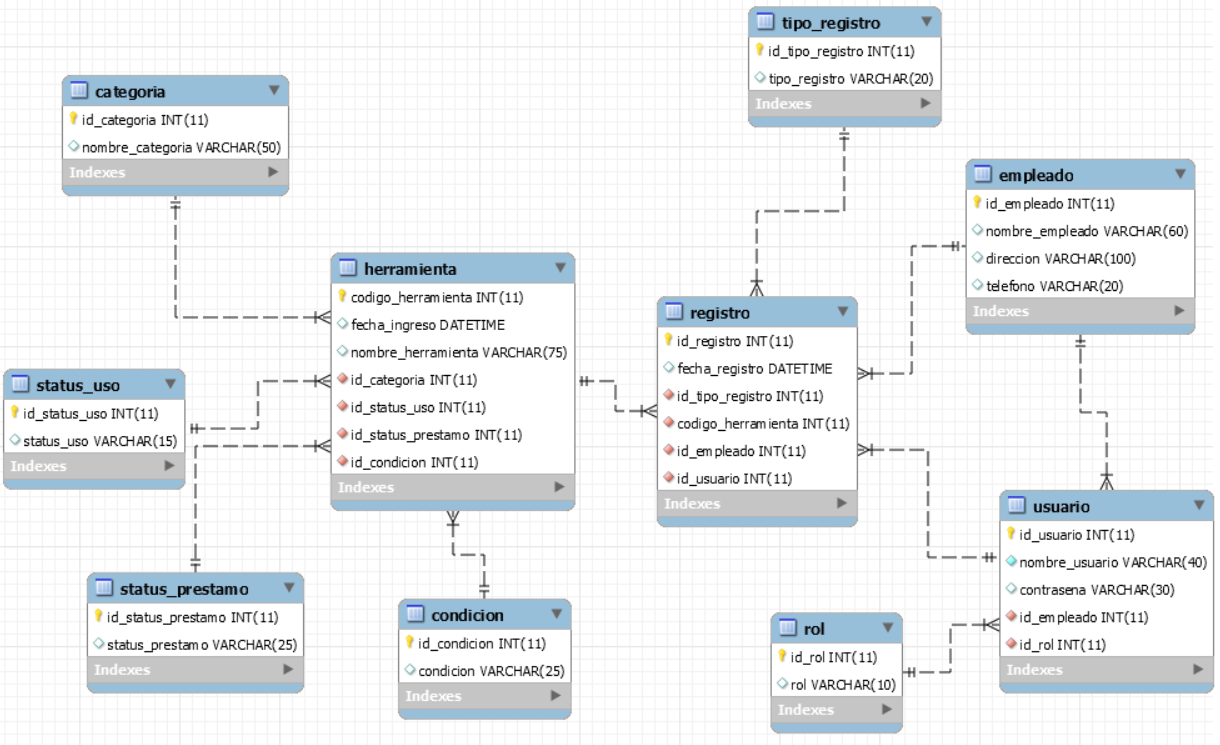 tipo_registro
id_tipo_registro INT(11)
tipo_registro VARCHAR(20)
Indexes
categoria
id_categoria INT(11)
nombre_categoria VARCHAR(50)
Indexes
empleado
id_empleado INT(11)
nombre_empleado VARCHAR(60)
direccion VARCHAR(100)
telefono VARCHAR(20)
Indexes
herramienta
codigo_herramienta INT(11)
fecha_ingreso DATETIME
nombre_herramienta VARCHAR(75)
id_categoria INT(11)
id_status_uso INT(11)
id_status_prestamo INT(11)
id_condicion INT(11)
Indexes
registro
id_registro INT(11)
fecha_registro DATETIME
id_tipo_registro INT(11)
codigo_herramienta INT(11)
id_empleado INT(11)
id_usuario INT(11)
Indexes
status_uso
id_status_uso INT(11)
status_uso VARCHAR(15)
Indexes
usuario
id_usuario INT(11)
nombre_usuario VARCHAR(40)
contrasena VARCHAR(30)
id_empleado INT(11)
id_rol INT(11)
Indexes
status_prestamo
id_status_prestamo INT(11)
status_prestamo VARCHAR(25)
Indexes
condicion
id_condicion INT(11)
condicion VARCHAR(25)
Indexes
rol
id_rol INT(11)
rol VARCHAR(10)
Indexes